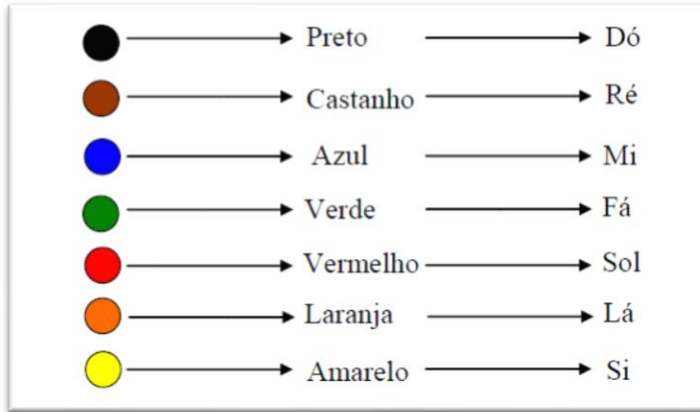 Preto Dó
Castanho Ré
Azul Mi
Verde Fá
Vermelho Sol
Laranja Lá
Amarelo Si